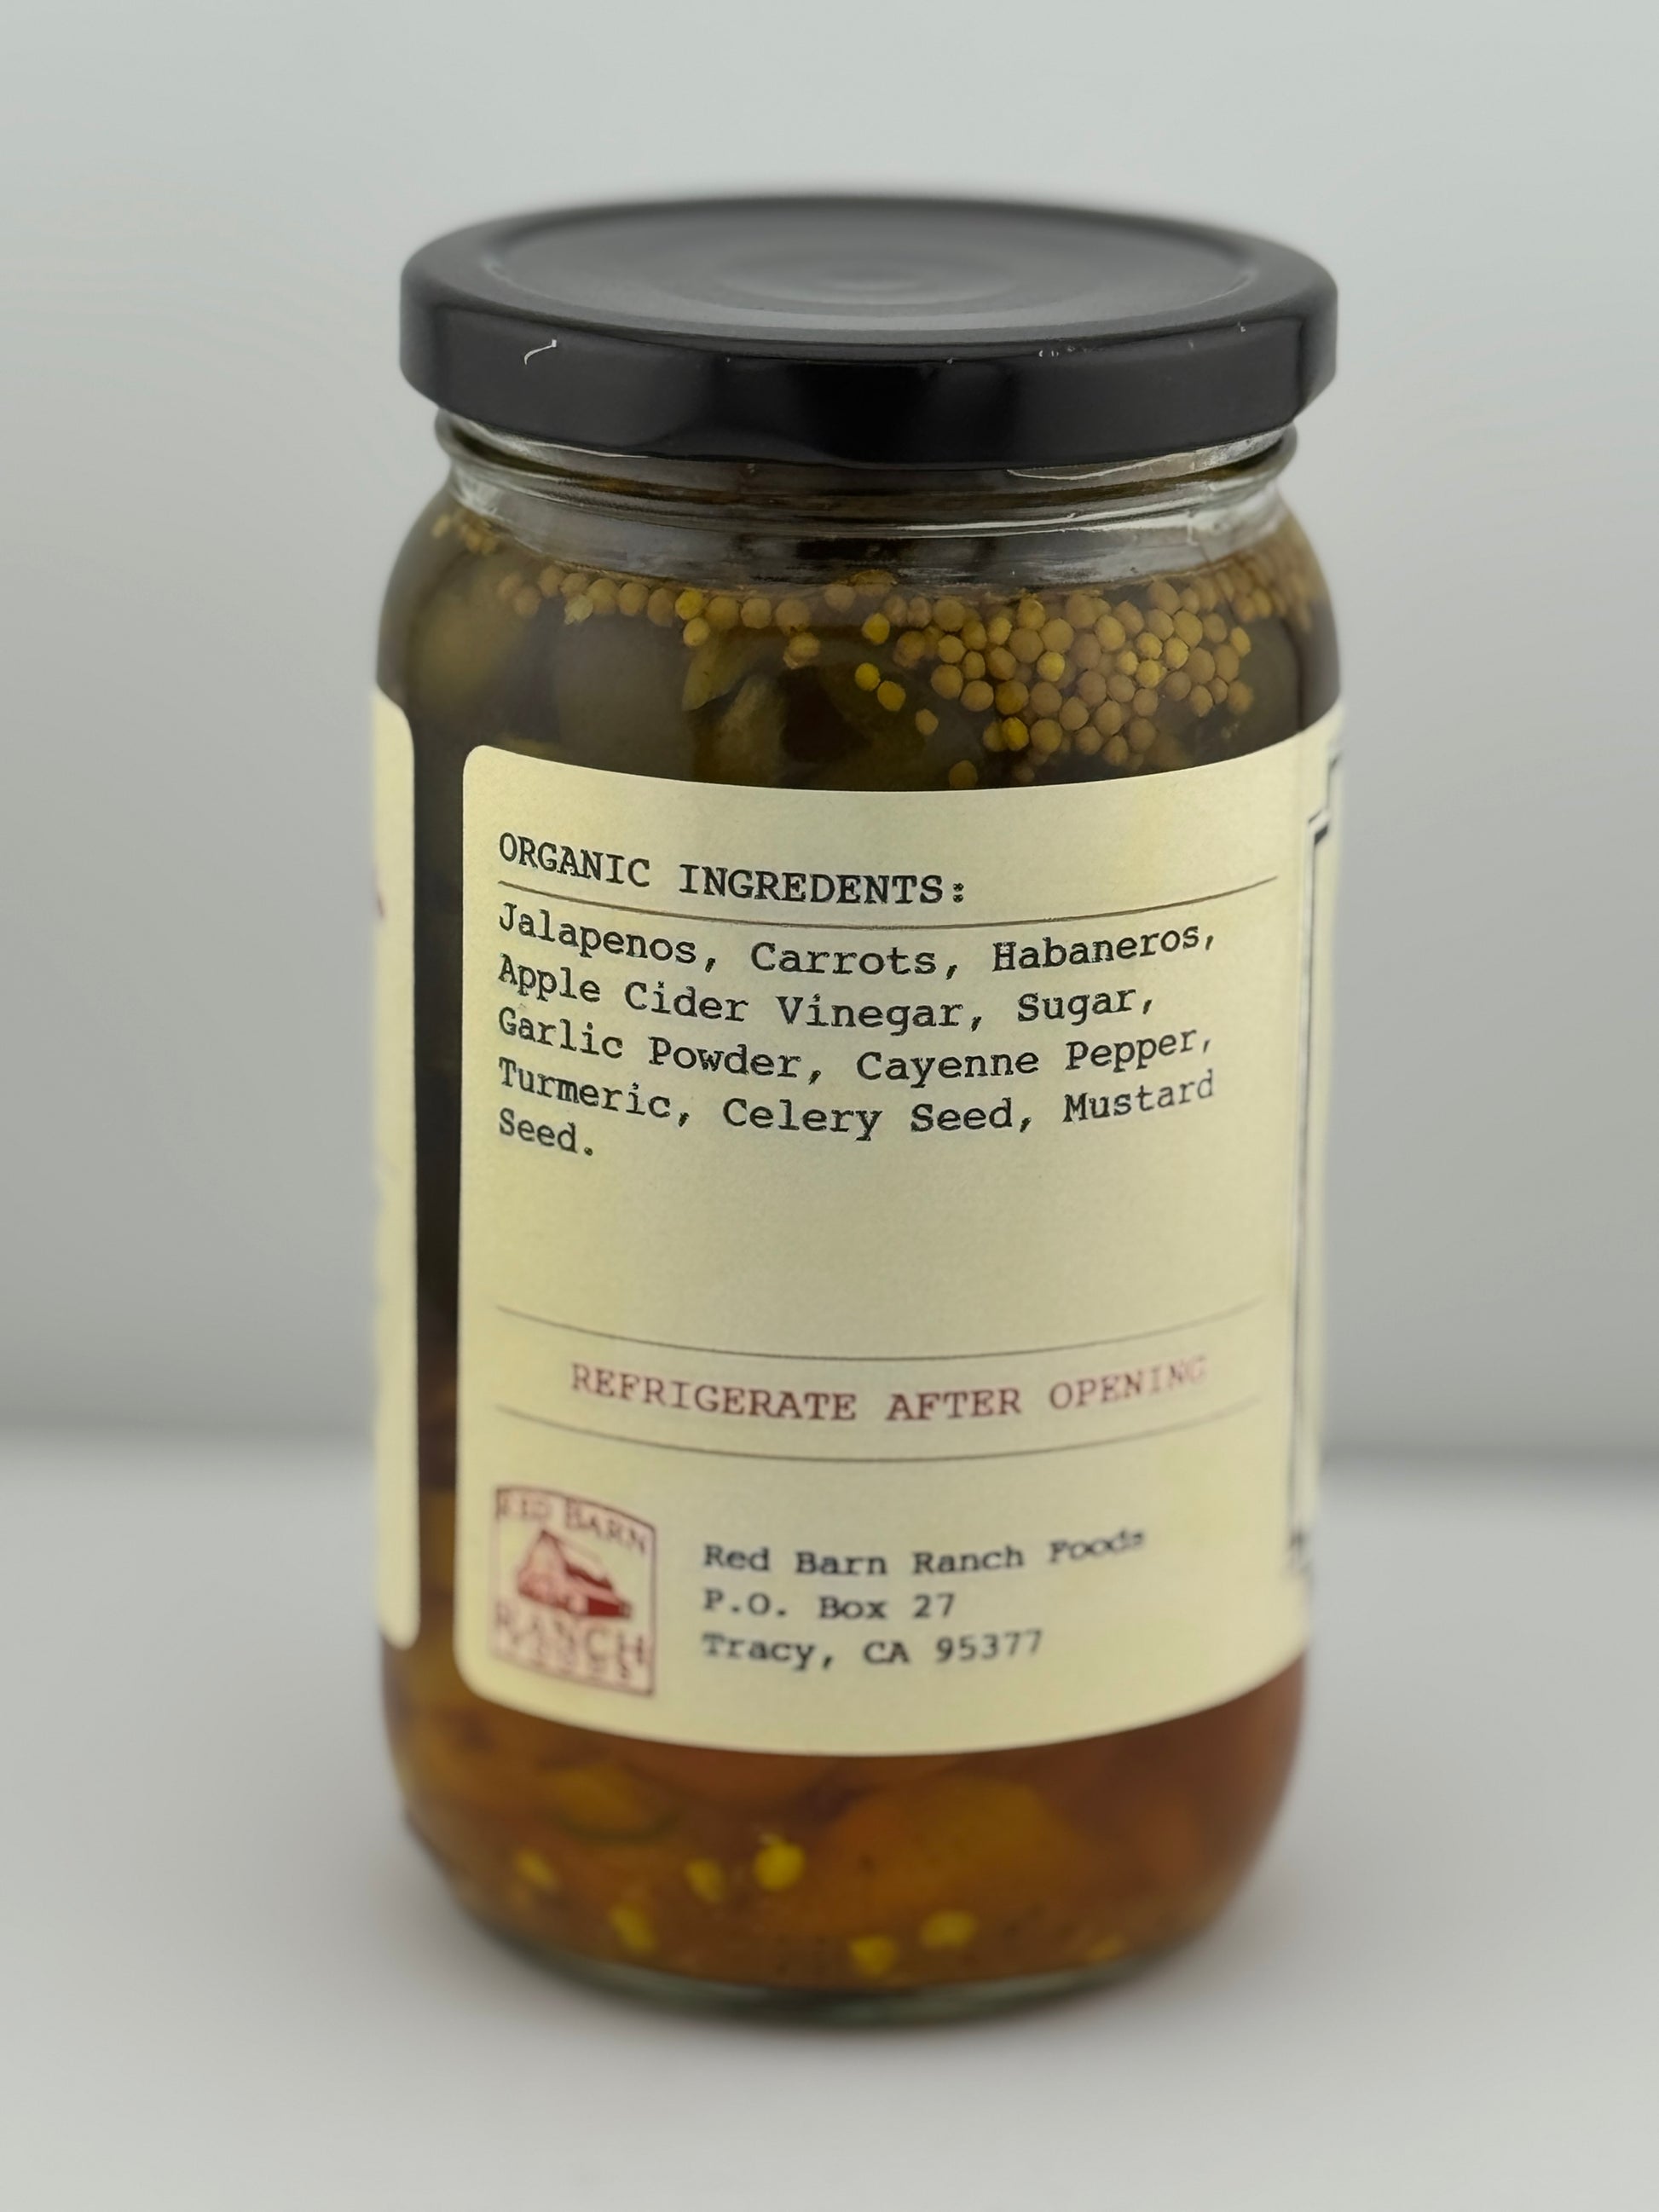 ORGANIC INGREDENTS:
Jalapenos, Carrots, Habaneros,
Apple Cider Vinegar, Sugar,
Garlic Powder, Cayenne Pepper,
Turmeric, Celery Seed, Mustard
Seed.
REFRIGERATE AFTER OPENING
RED BARN
RANCH
FOODS
Red Barn Ranch Foods
P.O. Box 27
Tracy, CA 95377